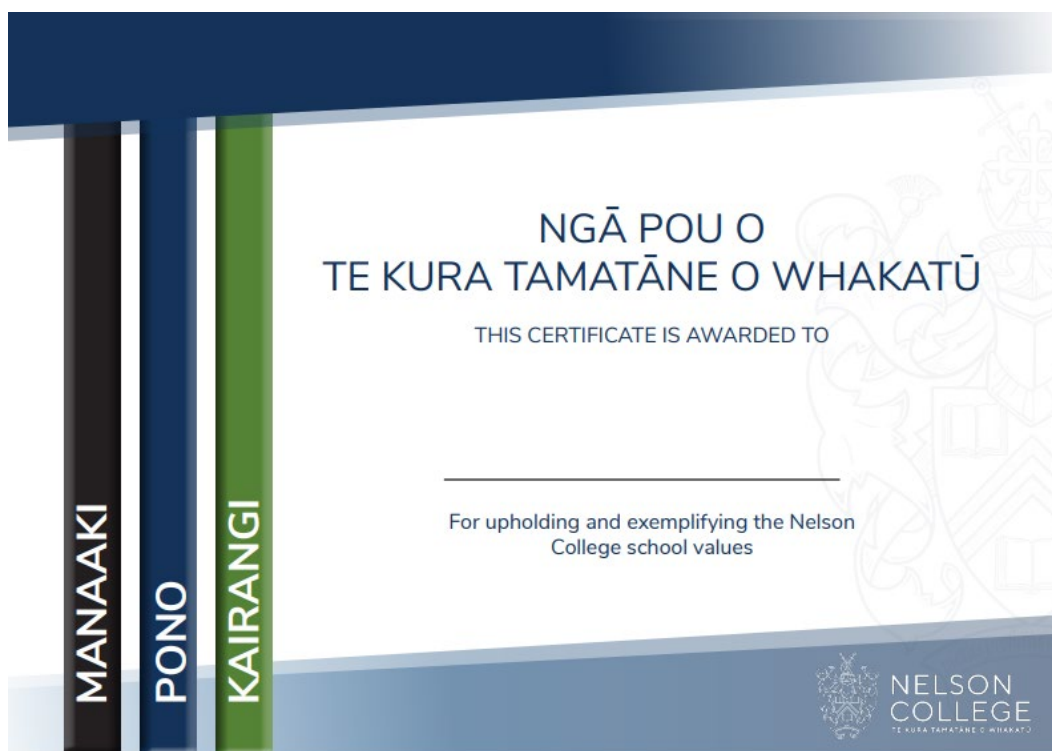 NGĀ POU O
TE KURA TAMATĀNE O WHAKATŪ
THIS CERTIFICATE IS AWARDED TO
For upholding and exemplifying the Nelson
College school values
MANAAKI
PONO
KAIRANGI
NELSON
COLLEGE
TE KURA TAMATĀNE O WHAKATŪ